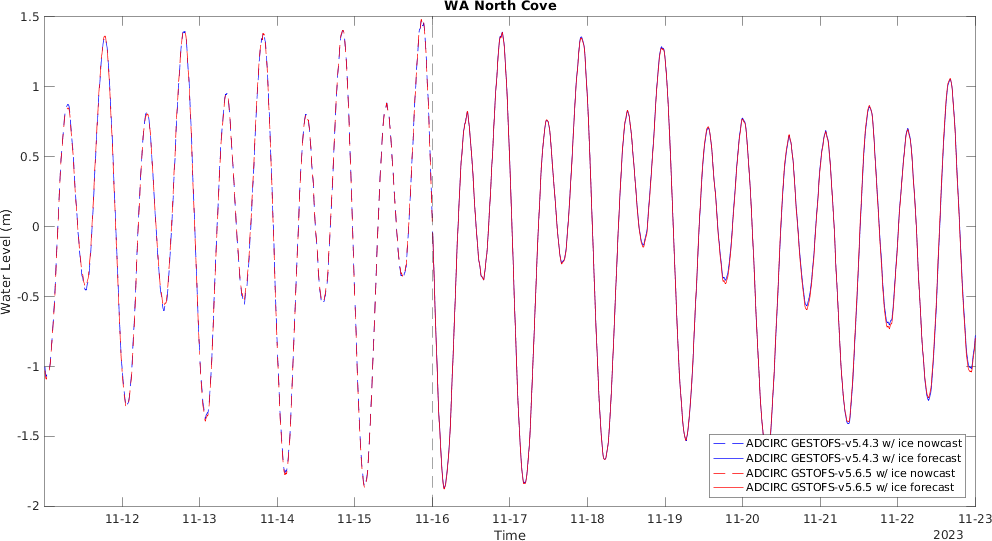 WA North Cove
1.5
1
0.5
0
-0.5
-1
-1.5
-2
Water Level (m)
ADCIRC GESTOFS-v5.4.3 w/ ice nowcast
ADCIRC GESTOFS-v5.4.3 w/ ice forecast
ADCIRC GSTOFS-v5.6.5 w/ ice nowcast
ADCIRC GSTOFS-v5.6.5 w/ ice forecast
11-12 11-13 11-14 11-15 11-16 11-17 11-18 11-19 11-20 11-21 11-22 11-23
Time
2023